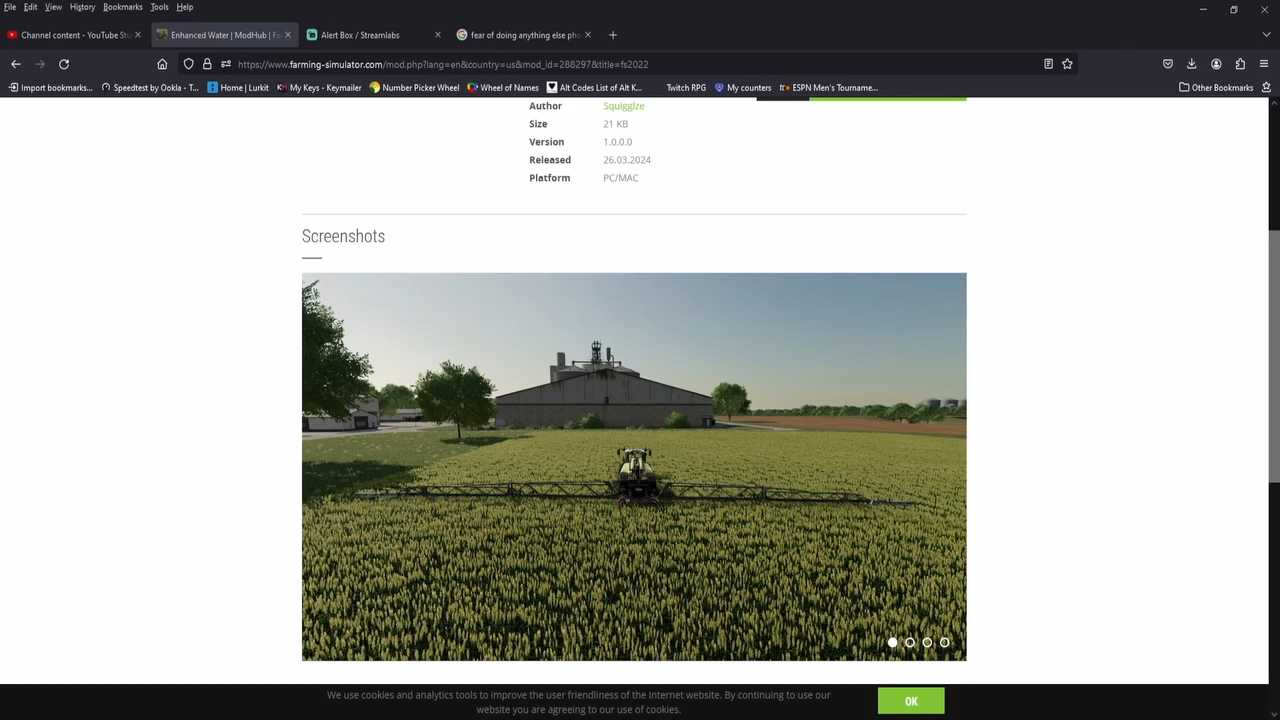 File Edit View History Bookmarks Tools Help
Channel content - YouTube Stu
Enhanced Water | ModHub | Fa
Alert Box / Streamlabs
fear of doing anything else pho
https://www.farming-simulator.com/mod.php?lang=en&country=us&mod_id=288297&title=fs2022
Import bookmarks... Speedtest by Ookla - T... Home | Lurkit My Keys - Keymailer Number Picker Wheel Wheel of Names Alt Codes List of Alt K... Twitch RPG My counters ESPN Men's Tourname... Other Bookmarks
Author Squigglze
Size 21 KB
Version 1.0.0.0
Released 26.03.2024
Platform PC/MAC
Screenshots
We use cookies and analytics tools to improve the user friendliness of the Internet website. By continuing to use our
website you are agreeing to our use of cookies.
OK